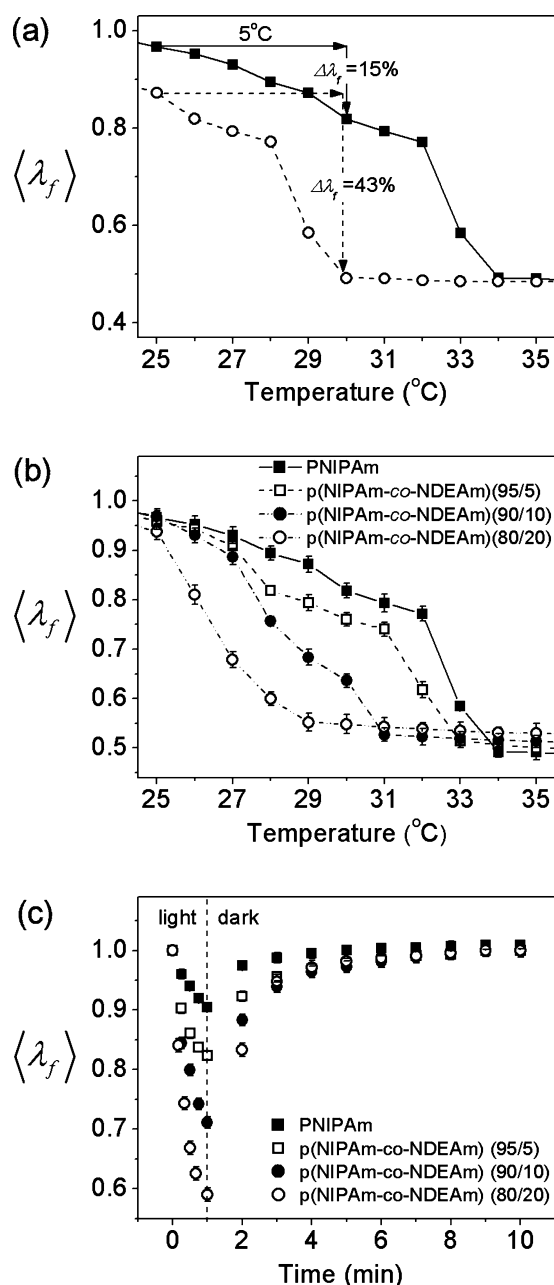 (a)
1.0
0.8
0.6
0.4
⟨λf⟩
5°C
Δλf =15%
Δλf =43%
25 27 29 31 33 35
Temperature (°C)
(b)
PNIPAm
p(NIPAm-co-NDEAm)(95/5)
p(NIPAm-co-NDEAm)(90/10)
p(NIPAm-co-NDEAm)(80/20)
1.0
0.9
0.8
0.7
0.6
0.5
⟨λf⟩
25 27 29 31 33 35
Temperature (°C)
(c)
light dark
1.0
0.9
0.8
0.7
0.6
⟨λf⟩
PNIPAm
p(NIPAm-co-NDEAm) (95/5)
p(NIPAm-co-NDEAm) (90/10)
p(NIPAm-co-NDEAm) (80/20)
0 2 4 6 8 10
Time (min)